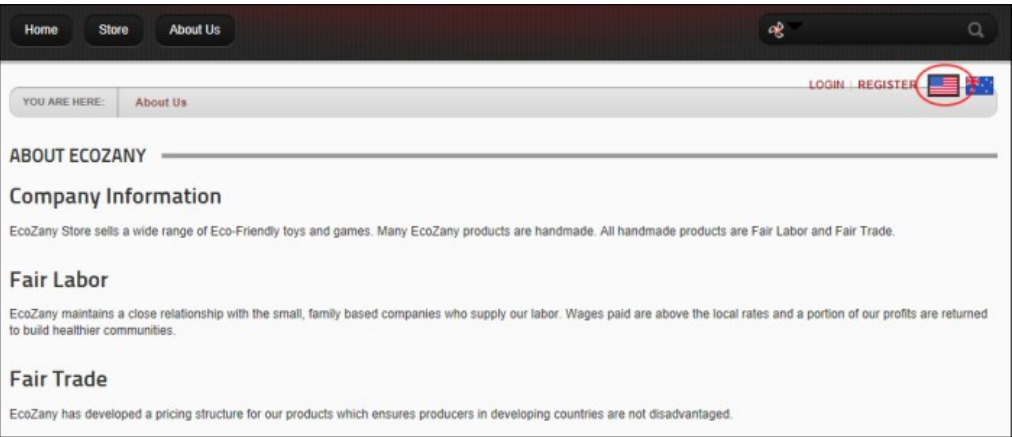 Home Store About Us
LOGIN | REGISTER
YOU ARE HERE: About Us
ABOUT ECOZANY
Company Information
EcoZany Store sells a wide range of Eco-Friendly toys and games. Many EcoZany products are handmade. All handmade products are Fair Labor and Fair Trade.
Fair Labor
EcoZany maintains a close relationship with the small, family based companies who supply our labor. Wages paid are above the local rates and a portion of our profits are returned
to build healthier communities.
Fair Trade
EcoZany has developed a pricing structure for our products which ensures producers in developing countries are not disadvantaged.